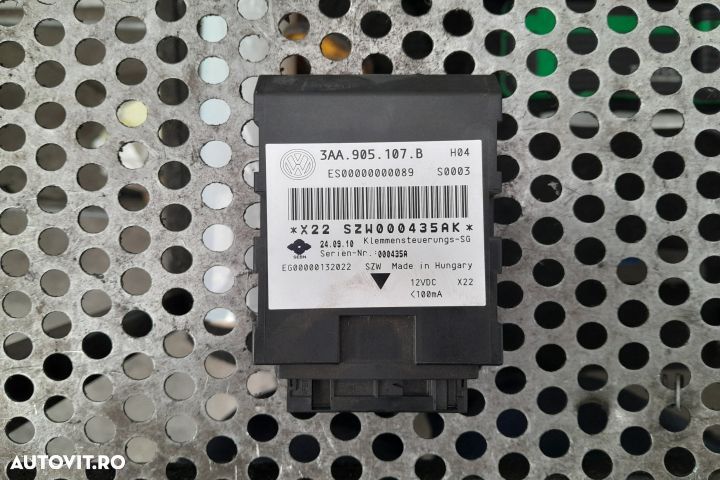 3AA.905.107.B H04
ES00000000089 S0003
*X22 SZW000435AK*
24.09.10 Klemmensteuerungs-SG
Serien-Nr.: 000435A
EG00000132022 SZW Made in Hungary
12VDC X22
<100mA
AUTOVIT.RO